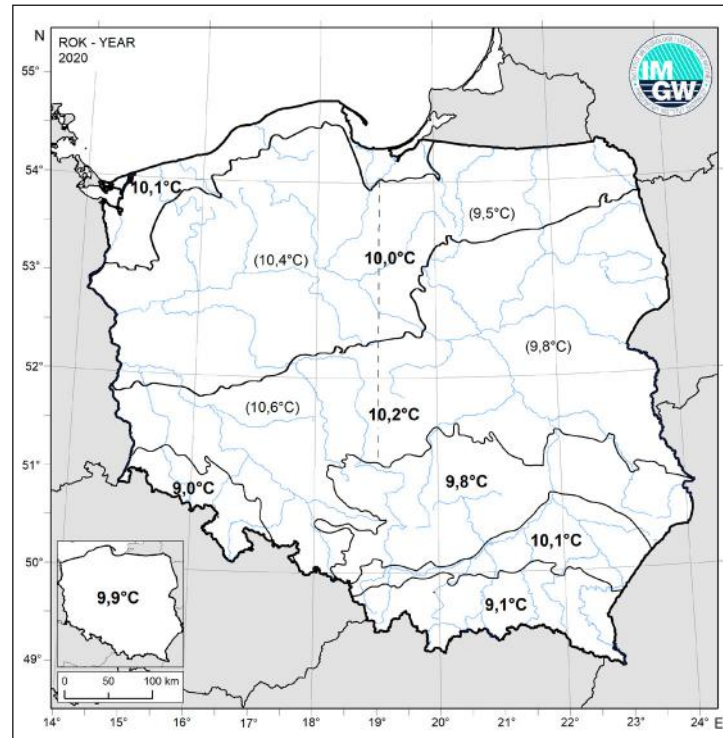 N
ROK - YEAR
2020
IM
GW
55°
54°
10,1°C
(9,5°C)
(10,4°C)
10,0°C
53°
(9,8°C)
52°
(10,6°C)
10,2°C
51°
9,8°C
9,0°C
10,1°C
50°
9,9°C
9,1°C
49°
0 50 100 km
14° 15° 16° 17° 18° 19° 20° 21° 22° 23° 24° E